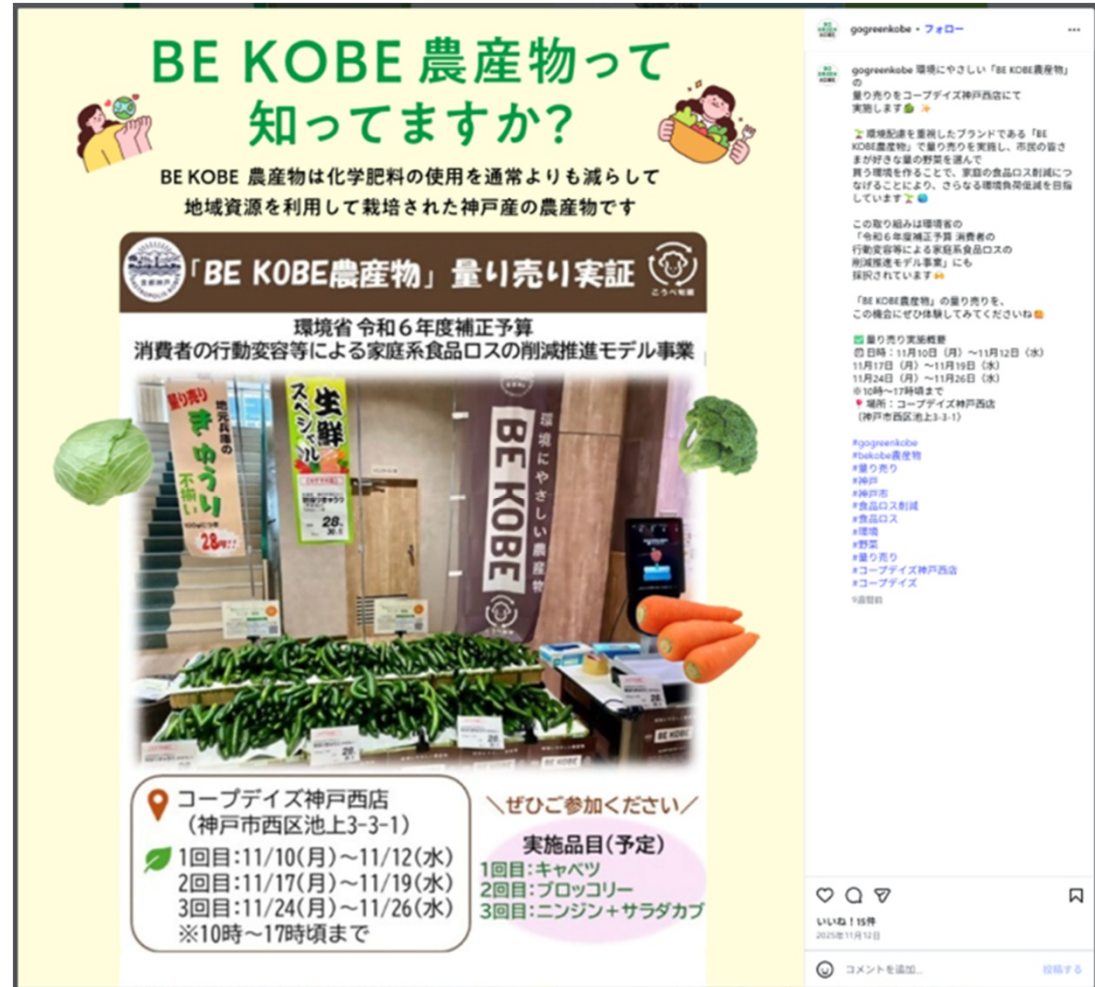 BE KOBE 農産物って
知ってますか?
BE KOBE 農産物は化学肥料の使用を通常よりも減らして
地域資源を利用して栽培された神戸産の農産物です
「BE KOBE農産物」量り売り実証
こうべ旬菜
環境省 令和6年度補正予算
消費者の行動変容等による家庭系食品ロスの削減推進モデル事業
量り売り
地元兵庫の
きゅうり
不揃い
100gにつき
28
生鮮
スペシャル
28
BE KOBE
環境にやさしい農産物
28
28
28
BE KOBE
BE KOBE
コープデイズ神戸西店
(神戸市西区池上3-3-1)
1回目:11/10(月)~11/12(水)
2回目:11/17(月)~11/19(水)
3回目:11/24(月)~11/26(水)
※10時~17時頃まで
\ぜひご参加ください/
実施品目(予定)
1回目:キャベツ
2回目:ブロッコリー
3回目:ニンジン+サラダカブ
gogreenkobe・フォロー
gogreenkobe 環境にやさしい「BE KOBE農産物」
の
量り売りをコープデイズ神戸西店にて
実施します
環境配慮を重視したブランドである「BE
KOBE農産物」で量り売りを実施し、市民の皆さ
まが好きな量の野菜を選んで
買う環境を作ることで、家庭の食品ロス削減につ
なげることにより、さらなる環境負荷低減を目指
しています
この取り組みは環境省の
「令和6年度補正予算 消費者の
行動変容等による家庭系食品ロスの
削減推進モデル事業」にも
採択されています
「BE KOBE農産物」の量り売りを、
この機会にぜひ体験してみてくださいね
量り売り実施概要
日時:11月10日(月)~11月12日(水)
11月17日(月)~11月19日(水)
11月24日(月)~11月26日(水)
※10時~17時頃まで
場所:コープデイズ神戸西店
(神戸市西区池上3-3-1)
#gogreenkobe
#bekobe農産物
#量り売り
#神戸
#神戸市
#食品ロス削減
#食品ロス
#環境
#野菜
#量り売り
#コープデイズ神戸西店
#コープデイズ
9週間前
いいね!15件
2025年11月12日
コメントを追加...
投稿する